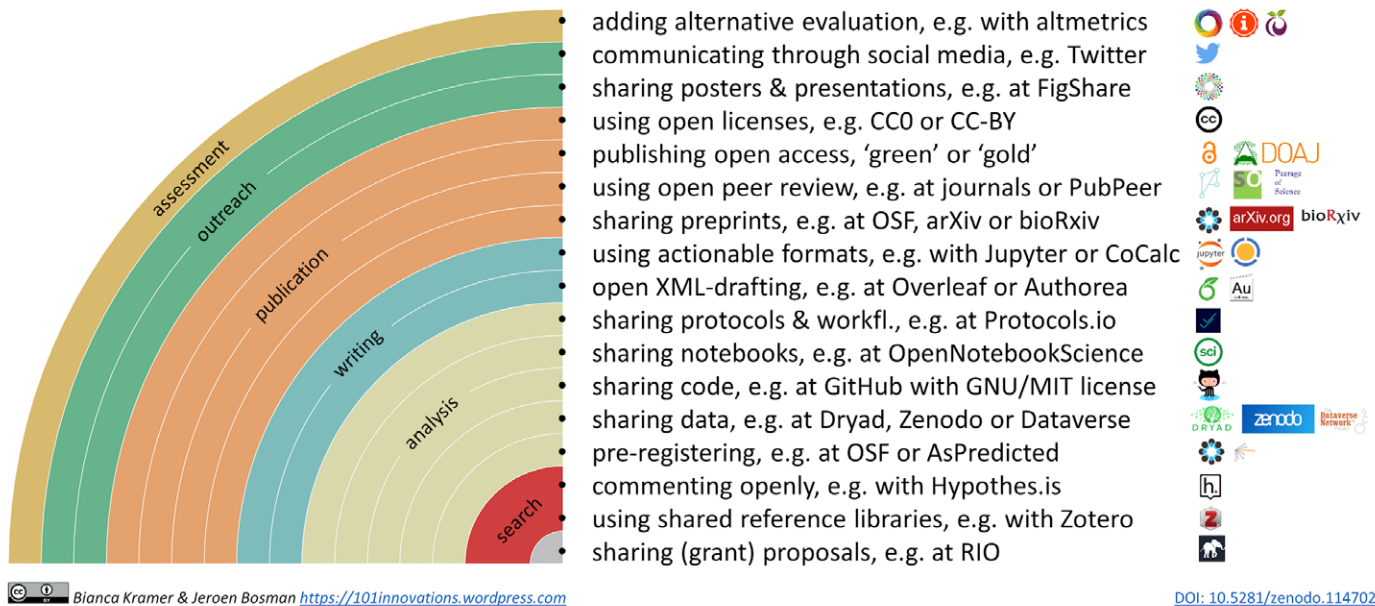 adding alternative evaluation, e.g. with altmetrics
communicating through social media, e.g. Twitter
sharing posters & presentations, e.g. at FigShare
using open licenses, e.g. CC0 or CC-BY
cc
publishing open access, ‘green’ or ‘gold’
DOAJ
using open peer review, e.g. at journals or PubPeer
SO
Peerage
of
Science
sharing preprints, e.g. at OSF, arXiv or bioRxiv
arXiv.org
bioRχiv
using actionable formats, e.g. with Jupyter or CoCalc
jupyter
open XML-drafting, e.g. at Overleaf or Authorea
Au
sharing protocols & workfl., e.g. at Protocols.io
sharing notebooks, e.g. at OpenNotebookScience
sci
sharing code, e.g. at GitHub with GNU/MIT license
sharing data, e.g. at Dryad, Zenodo or Dataverse
DRYAD
zenodo
Dataverse
Network
pre-registering, e.g. at OSF or AsPredicted
commenting openly, e.g. with Hypothes.is
h.
using shared reference libraries, e.g. with Zotero
Z
sharing (grant) proposals, e.g. at RIO
assessment
outreach
publication
writing
analysis
search
cc BY
Bianca Kramer & Jeroen Bosman https://101innovations.wordpress.com
DOI: 10.5281/zenodo.114702